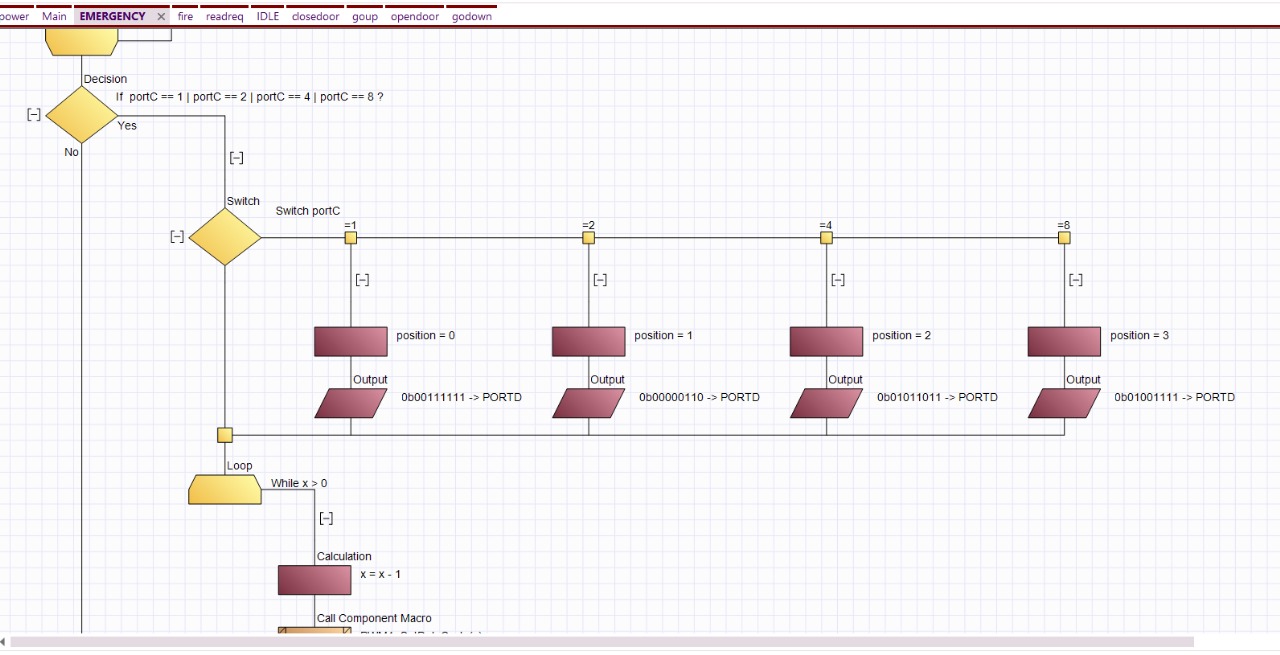 power Main EMERGENCY × fire readreq IDLE closedoor goup opendoor godown
Decision
If portC == 1 | portC == 2 | portC == 4 | portC == 8 ?
[−]
Yes
No
[−]
Switch
Switch portC
[−]
=1 =2 =4 =8
[−] [−] [−] [−]
position = 0 position = 1 position = 2 position = 3
Output Output Output Output
0b00111111 -> PORTD 0b00000110 -> PORTD 0b01011011 -> PORTD 0b01001111 -> PORTD
Loop
While x > 0
[−]
Calculation
x = x - 1
Call Component Macro